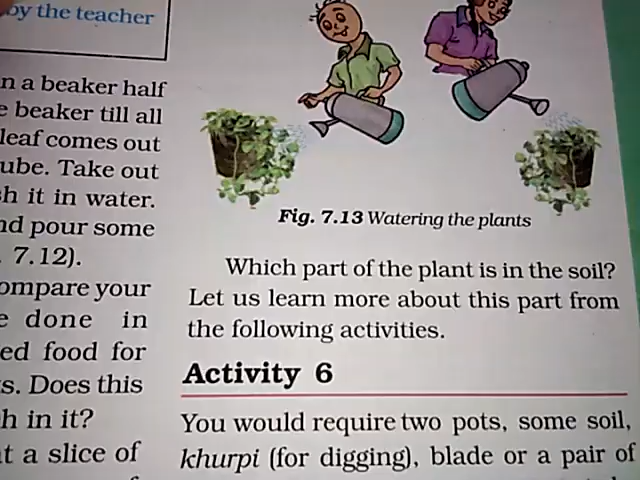 by the teacher
n a beaker half
e beaker till all
leaf comes out
ube. Take out
sh it in water.
nd pour some
7.12).
ompare your
e done in
ed food for
s. Does this
h in it?
t a slice of
Fig. 7.13 Watering the plants
Which part of the plant is in the soil?
Let us learn more about this part from
the following activities.
Activity 6
You would require two pots, some soil,
khurpi (for digging), blade or a pair of